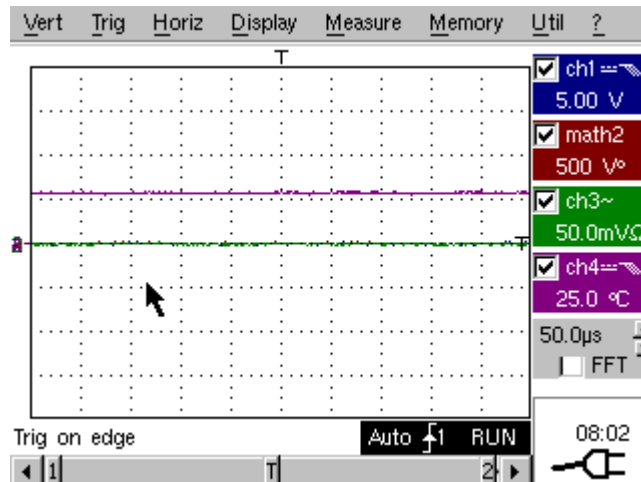 Vert Trig Horiz Display Measure Memory Util ?
T
ch1
5.00 V
math2
500 V°
ch3~
50.0mVΩ
T
ch4
25.0 °C
50.0µs
FFT
Trig on edge Auto 1 RUN
08:02
1 T 2